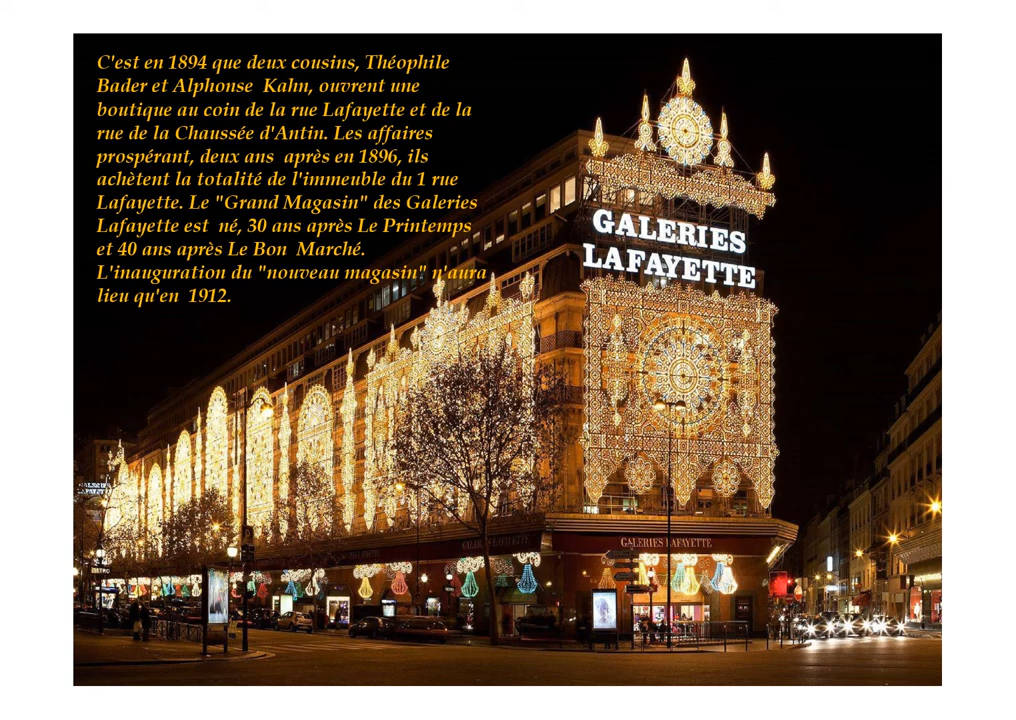 C'est en 1894 que deux cousins, Théophile
Bader et Alphonse Kahn, ouvrent une
boutique au coin de la rue Lafayette et de la
rue de la Chaussée d'Antin. Les affaires
prospérant, deux ans après en 1896, ils
achètent la totalité de l'immeuble du 1 rue
Lafayette. Le "Grand Magasin" des Galeries
Lafayette est né, 30 ans après Le Printemps
et 40 ans après Le Bon Marché.
L'inauguration du "nouveau magasin" n'aura
lieu qu'en 1912.
GALERIES
LAFAYETTE
GALERIES LAFAYETTE
GALERIES LAFAYETTE